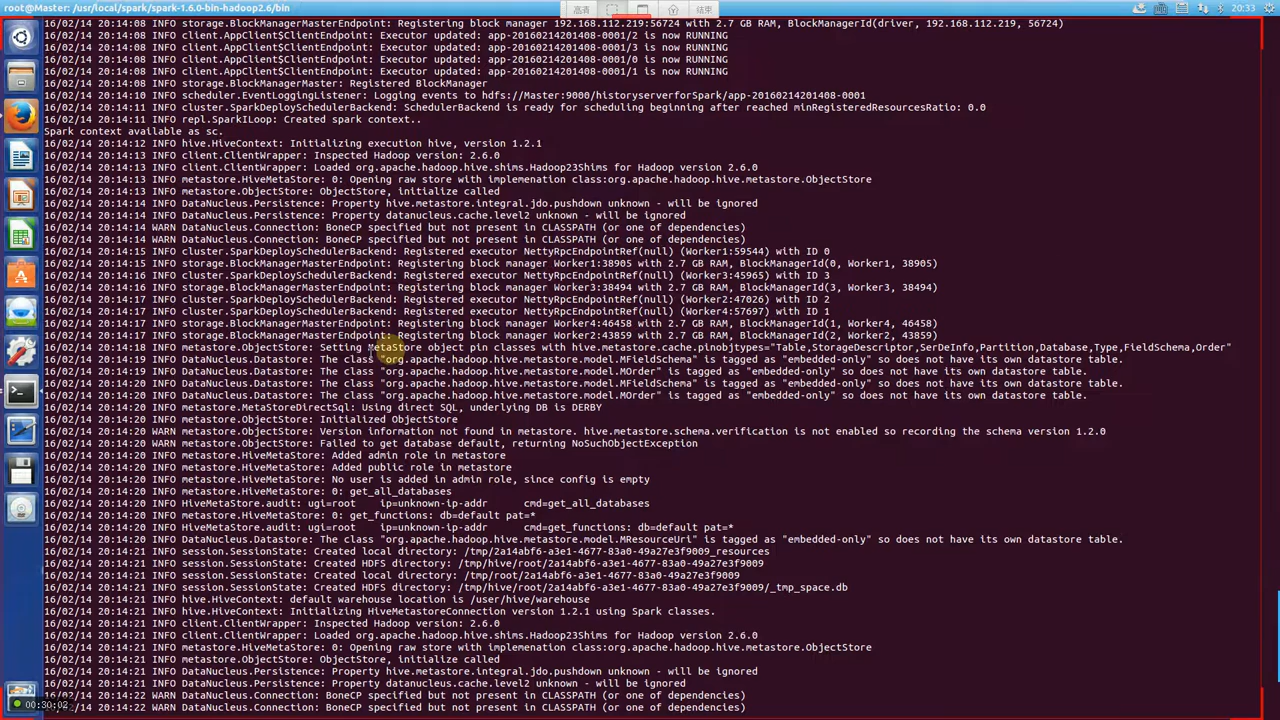 root@Master: /usr/local/spark/spark-1.6.0-bin-hadoop2.6/bin
高清
结束
20:33
16/02/14 20:14:08 INFO storage.BlockManagerMasterEndpoint: Registering block manager 192.168.112.219:56724 with 2.7 GB RAM, BlockManagerId(driver, 192.168.112.219, 56724)
16/02/14 20:14:08 INFO client.AppClient$ClientEndpoint: Executor updated: app-20160214201408-0001/2 is now RUNNING
16/02/14 20:14:08 INFO client.AppClient$ClientEndpoint: Executor updated: app-20160214201408-0001/3 is now RUNNING
16/02/14 20:14:08 INFO client.AppClient$ClientEndpoint: Executor updated: app-20160214201408-0001/0 is now RUNNING
16/02/14 20:14:08 INFO client.AppClient$ClientEndpoint: Executor updated: app-20160214201408-0001/1 is now RUNNING
16/02/14 20:14:08 INFO storage.BlockManagerMaster: Registered BlockManager
16/02/14 20:14:10 INFO scheduler.EventLoggingListener: Logging events to hdfs://Master:9000/historyserverforSpark/app-20160214201408-0001
16/02/14 20:14:11 INFO cluster.SparkDeploySchedulerBackend: SchedulerBackend is ready for scheduling beginning after reached minRegisteredResourcesRatio: 0.0
16/02/14 20:14:11 INFO repl.SparkILoop: Created spark context..
Spark context available as sc.
16/02/14 20:14:12 INFO hive.HiveContext: Initializing execution hive, version 1.2.1
16/02/14 20:14:13 INFO client.ClientWrapper: Inspected Hadoop version: 2.6.0
16/02/14 20:14:13 INFO client.ClientWrapper: Loaded org.apache.hadoop.hive.shims.Hadoop23Shims for Hadoop version 2.6.0
16/02/14 20:14:13 INFO metastore.HiveMetaStore: 0: Opening raw store with implemenation class:org.apache.hadoop.hive.metastore.ObjectStore
16/02/14 20:14:13 INFO metastore.ObjectStore: ObjectStore, initialize called
16/02/14 20:14:14 INFO DataNucleus.Persistence: Property hive.metastore.integral.jdo.pushdown unknown - will be ignored
16/02/14 20:14:14 INFO DataNucleus.Persistence: Property datanucleus.cache.level2 unknown - will be ignored
16/02/14 20:14:14 WARN DataNucleus.Connection: BoneCP specified but not present in CLASSPATH (or one of dependencies)
16/02/14 20:14:14 WARN DataNucleus.Connection: BoneCP specified but not present in CLASSPATH (or one of dependencies)
16/02/14 20:14:15 INFO cluster.SparkDeploySchedulerBackend: Registered executor NettyRpcEndpointRef(null) (Worker1:59544) with ID 0
16/02/14 20:14:15 INFO storage.BlockManagerMasterEndpoint: Registering block manager Worker1:38905 with 2.7 GB RAM, BlockManagerId(0, Worker1, 38905)
16/02/14 20:14:16 INFO cluster.SparkDeploySchedulerBackend: Registered executor NettyRpcEndpointRef(null) (Worker3:45965) with ID 3
16/02/14 20:14:16 INFO storage.BlockManagerMasterEndpoint: Registering block manager Worker3:38494 with 2.7 GB RAM, BlockManagerId(3, Worker3, 38494)
16/02/14 20:14:17 INFO cluster.SparkDeploySchedulerBackend: Registered executor NettyRpcEndpointRef(null) (Worker2:47026) with ID 2
16/02/14 20:14:17 INFO cluster.SparkDeploySchedulerBackend: Registered executor NettyRpcEndpointRef(null) (Worker4:57697) with ID 1
16/02/14 20:14:17 INFO storage.BlockManagerMasterEndpoint: Registering block manager Worker4:46458 with 2.7 GB RAM, BlockManagerId(1, Worker4, 46458)
16/02/14 20:14:17 INFO storage.BlockManagerMasterEndpoint: Registering block manager Worker2:43859 with 2.7 GB RAM, BlockManagerId(2, Worker2, 43859)
16/02/14 20:14:18 INFO metastore.ObjectStore: Setting MetaStore object pin classes with hive.metastore.cache.pinobjtypes="Table,StorageDescriptor,SerDeInfo,Partition,Database,Type,FieldSchema,Order"
16/02/14 20:14:19 INFO DataNucleus.Datastore: The class "org.apache.hadoop.hive.metastore.model.MFieldSchema" is tagged as "embedded-only" so does not have its own datastore table.
16/02/14 20:14:19 INFO DataNucleus.Datastore: The class "org.apache.hadoop.hive.metastore.model.MOrder" is tagged as "embedded-only" so does not have its own datastore table.
16/02/14 20:14:20 INFO DataNucleus.Datastore: The class "org.apache.hadoop.hive.metastore.model.MFieldSchema" is tagged as "embedded-only" so does not have its own datastore table.
16/02/14 20:14:20 INFO DataNucleus.Datastore: The class "org.apache.hadoop.hive.metastore.model.MOrder" is tagged as "embedded-only" so does not have its own datastore table.
16/02/14 20:14:20 INFO metastore.MetaStoreDirectSql: Using direct SQL, underlying DB is DERBY
16/02/14 20:14:20 INFO metastore.ObjectStore: Initialized ObjectStore
16/02/14 20:14:20 WARN metastore.ObjectStore: Version information not found in metastore. hive.metastore.schema.verification is not enabled so recording the schema version 1.2.0
16/02/14 20:14:20 WARN metastore.ObjectStore: Failed to get database default, returning NoSuchObjectException
16/02/14 20:14:20 INFO metastore.HiveMetaStore: Added admin role in metastore
16/02/14 20:14:20 INFO metastore.HiveMetaStore: Added public role in metastore
16/02/14 20:14:20 INFO metastore.HiveMetaStore: No user is added in admin role, since config is empty
16/02/14 20:14:20 INFO metastore.HiveMetaStore: 0: get_all_databases
16/02/14 20:14:20 INFO HiveMetaStore.audit: ugi=root ip=unknown-ip-addr cmd=get_all_databases
16/02/14 20:14:20 INFO metastore.HiveMetaStore: 0: get_functions: db=default pat=*
16/02/14 20:14:20 INFO HiveMetaStore.audit: ugi=root ip=unknown-ip-addr cmd=get_functions: db=default pat=*
16/02/14 20:14:20 INFO DataNucleus.Datastore: The class "org.apache.hadoop.hive.metastore.model.MResourceUri" is tagged as "embedded-only" so does not have its own datastore table.
16/02/14 20:14:21 INFO session.SessionState: Created local directory: /tmp/2a14abf6-a3e1-4677-83a0-49a27e3f9009_resources
16/02/14 20:14:21 INFO session.SessionState: Created HDFS directory: /tmp/hive/root/2a14abf6-a3e1-4677-83a0-49a27e3f9009
16/02/14 20:14:21 INFO session.SessionState: Created local directory: /tmp/root/2a14abf6-a3e1-4677-83a0-49a27e3f9009
16/02/14 20:14:21 INFO session.SessionState: Created HDFS directory: /tmp/hive/root/2a14abf6-a3e1-4677-83a0-49a27e3f9009/_tmp_space.db
16/02/14 20:14:21 INFO hive.HiveContext: default warehouse location is /user/hive/warehouse
16/02/14 20:14:21 INFO hive.HiveContext: Initializing HiveMetastoreConnection version 1.2.1 using Spark classes.
16/02/14 20:14:21 INFO client.ClientWrapper: Inspected Hadoop version: 2.6.0
16/02/14 20:14:21 INFO client.ClientWrapper: Loaded org.apache.hadoop.hive.shims.Hadoop23Shims for Hadoop version 2.6.0
16/02/14 20:14:21 INFO metastore.HiveMetaStore: 0: Opening raw store with implemenation class:org.apache.hadoop.hive.metastore.ObjectStore
16/02/14 20:14:21 INFO metastore.ObjectStore: ObjectStore, initialize called
16/02/14 20:14:21 INFO DataNucleus.Persistence: Property hive.metastore.integral.jdo.pushdown unknown - will be ignored
16/02/14 20:14:21 INFO DataNucleus.Persistence: Property datanucleus.cache.level2 unknown - will be ignored
16/02/14 20:14:22 WARN DataNucleus.Connection: BoneCP specified but not present in CLASSPATH (or one of dependencies)
16/02/14 20:14:22 WARN DataNucleus.Connection: BoneCP specified but not present in CLASSPATH (or one of dependencies)
00:30:02